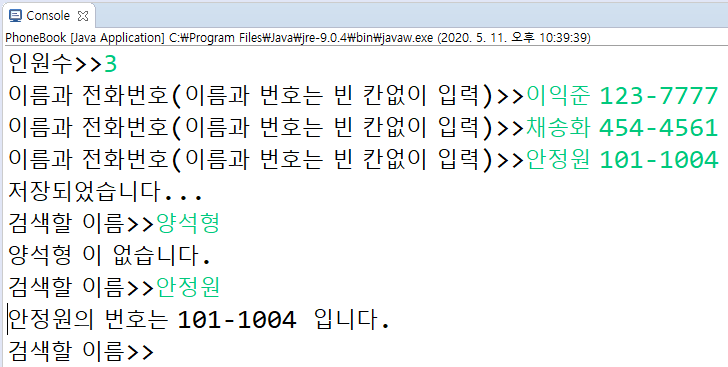 Console
PhoneBook [Java Application] C:₩Program Files₩Java₩jre-9.0.4₩bin₩javaw.exe (2020. 5. 11. 오후 10:39:39)
인원수>>3
이름과 전화번호(이름과 번호는 빈 칸없이 입력)>>이익준 123-7777
이름과 전화번호(이름과 번호는 빈 칸없이 입력)>>채송화 454-4561
이름과 전화번호(이름과 번호는 빈 칸없이 입력)>>안정원 101-1004
저장되었습니다...
검색할 이름>>양석형
양석형 이 없습니다.
검색할 이름>>안정원
안정원의 번호는 101-1004 입니다.
검색할 이름>>